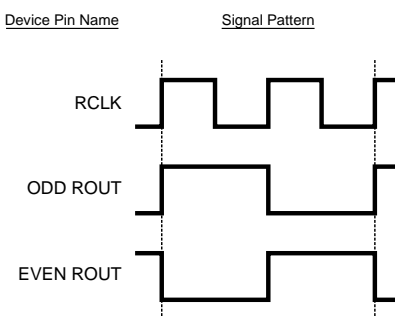 Device Pin Name Signal Pattern
RCLK
ODD ROUT
EVEN ROUT